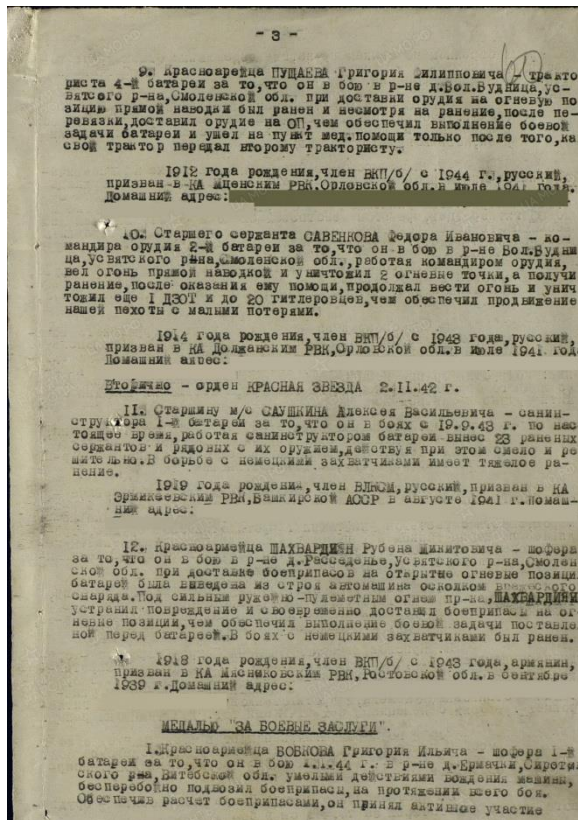 - 3 -
9. Красноармейца ПУЩАЕВА Григория Филипповича - тракто
риста 4-й батареи за то, что он в бою в р-не д.Вол.Будница, ус-
вятсого р-на,Смоленской обл. при доставки орудия на огневую по
зицию прямой наводки был ранен и несмотря на ранение,после пе-
ревязки,доставил орудие на ОП,чем обеспечил выполнение боевой
задачи батареи и ушел на пункт мед.помощи только после того,ка
свой трактор передал второму трактористу.
1912 года рождения,член ВКП/б/ с 1944 г.,русский,
призван в КА Мценским РВК,Орловской обл.в июле 1941 года.
Домашний адрес:
10. Старшего сержанта САВЕНКОВА Федора Ивановича - ко-
мандира орудия 2-й батареи за то,что он в бою в р-не Вол.Будни
ца,Усвятского р-на,Смоленской обл.,работая командиром орудия,
вел огонь прямой наводкой и уничтожил 2 огневые точки,а получи
ранение,после оказания ему помощи,продолжал вести огонь и унич
тожил еще 1 ДЗОТ и до 20 гитлеровцев,чем обеспечил продвижение
нашей пехоты с малыми потерями.
1914 года рождения,член ВКП/б/ с 1943 года,русский,
призван в КА Должанским РВК,Орловской обл.в июле 1941 год
Домашний адрес:
Вторично - орден КРАСНАЯ ЗВЕЗДА 2.II.42 г.
II. Старшину м/с САУШКИНА Алексея Васильевича - санин-
структора I-й батареи за то,что он в боях с 19.9.43 г. по нас
тоящее время,работая санинструктором батареи вынес 23 раненых
сержантов и рядовых с их оружием,действуя при этом смело и ре
шительно.В борьбе с немецкими захватчиками имеет тяжелое ра-
нение.
1919 года рождения,член ВЛКСМ,русский,призван в КА
Эрмикеевским РВК,Башкирской АССР в августе 1941 г.Домаш-
ний адрес:
12. Красноармейца ШАХВАРДИЯН Рубена Микитовича - шофера
за то,что он в бою в р-не д.Расседенье,Усвятского р-на,Смолен
ской обл. при доставке боеприпасов на открытые огневые позици
батареи была выведена из строя автомашина осколком вражеского
снаряда.Под сильным ружейно-пулеметным огнем пр-ка,ШАХВАРДИЯН
устранил повреждение и своевременно доставил боеприпасы на ог
невые позиции,чем обеспечил выполнение боевой задачи поставле
ной перед батареей.В боях с немецкими захватчиками был ранен.
1918 года рождения,член ВКП/б/ с 1943 года,армянин,
призван в КА Мясниковским РВК,Ростовской обл.в сентябре
1939 г.Домашний адрес:
МЕДАЛЬЮ "ЗА БОЕВЫЕ ЗАСЛУГИ".
I.Красноармейца БОБКОВА Григория Ильича - шофера I-й
батареи за то,что он в бою 1.1.44 г. в р-не д.Ермачки,Сироти
ского р-на,Витебской обл. умелыми действиями вождения машины,
бесперебойно подвозил боеприпасы,на протяжении всего боя.
Обеспечив расчет боеприпасами,он принял активное участие